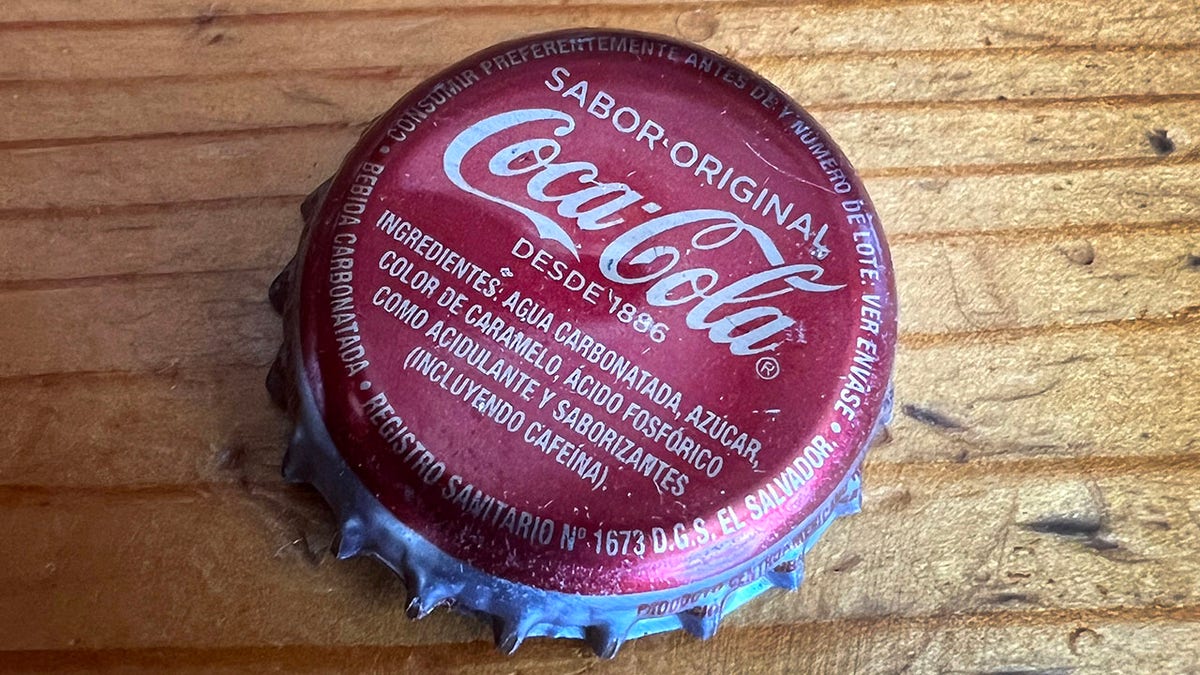 SABOR ORIGINAL
Coca-Cola®
DESDE 1886
INGREDIENTES: AGUA CARBONATADA, AZÚCAR,
COLOR DE CARAMELO, ÁCIDO FOSFÓRICO
COMO ACIDULANTE Y SABORIZANTES
(INCLUYENDO CAFEÍNA).
• CONSUMIR PREFERENTEMENTE ANTES DE Y NÚMERO DE LOTE: VER ENVASE
• BEBIDA CARBONATADA
• REGISTRO SANITARIO Nº 1673 D.G.S. EL SALVADOR •
PRODUCTO